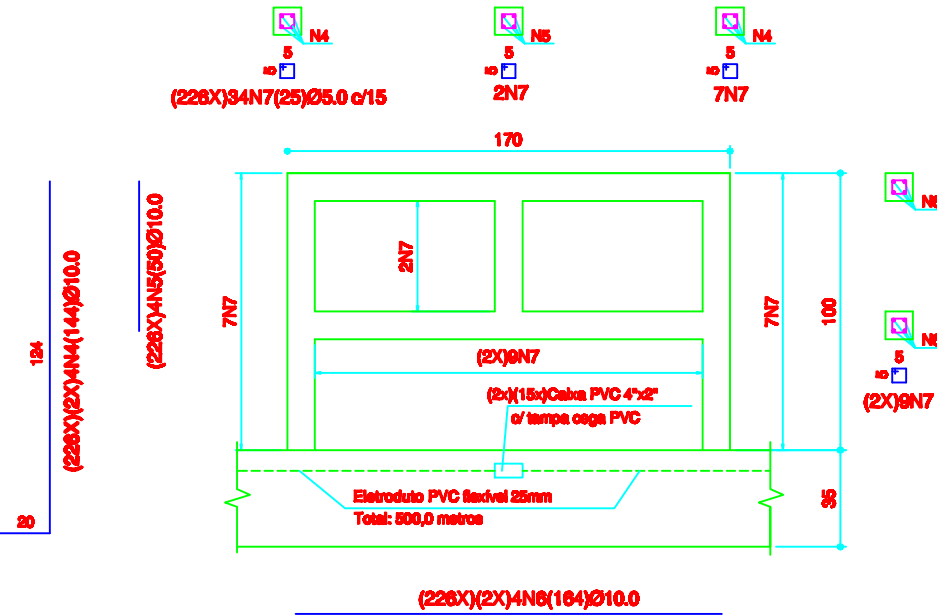 N4
N5
N4
5
5
5
5
5
5
(226X)34N7(25)Ø5.0 c/15
2N7
7N7
170
N6
2N7
7N7
7N7
100
124
(226X)(2X)4N4(144)Ø10.0
(226X)4N5(50)Ø10.0
N6
5
5
(2X)9N7
(2X)9N7
(2x)(15x)Caixa PVC 4"x2"
c/ tampa cega PVC
Eletroduto PVC flexível 25mm
Total: 500,0 metros
35
20
(226X)(2X)4N6(164)Ø10.0